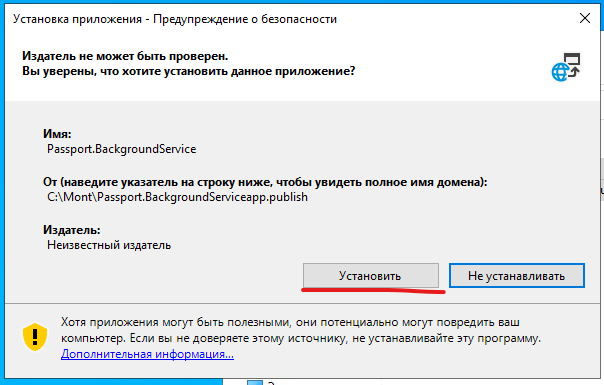 Установка приложения - Предупреждение о безопасности
Издатель не может быть проверен.
Вы уверены, что хотите установить данное приложение?
Имя:
Passport.BackgroundService
От (наведите указатель на строку ниже, чтобы увидеть полное имя домена):
C:\Mont\Passport.BackgroundServiceapp.publish
Издатель:
Неизвестный издатель
Установить
Не устанавливать
Хотя приложения могут быть полезными, они потенциально могут повредить ваш
компьютер. Если вы не доверяете этому источнику, не устанавливайте эту программу.
Дополнительная информация...